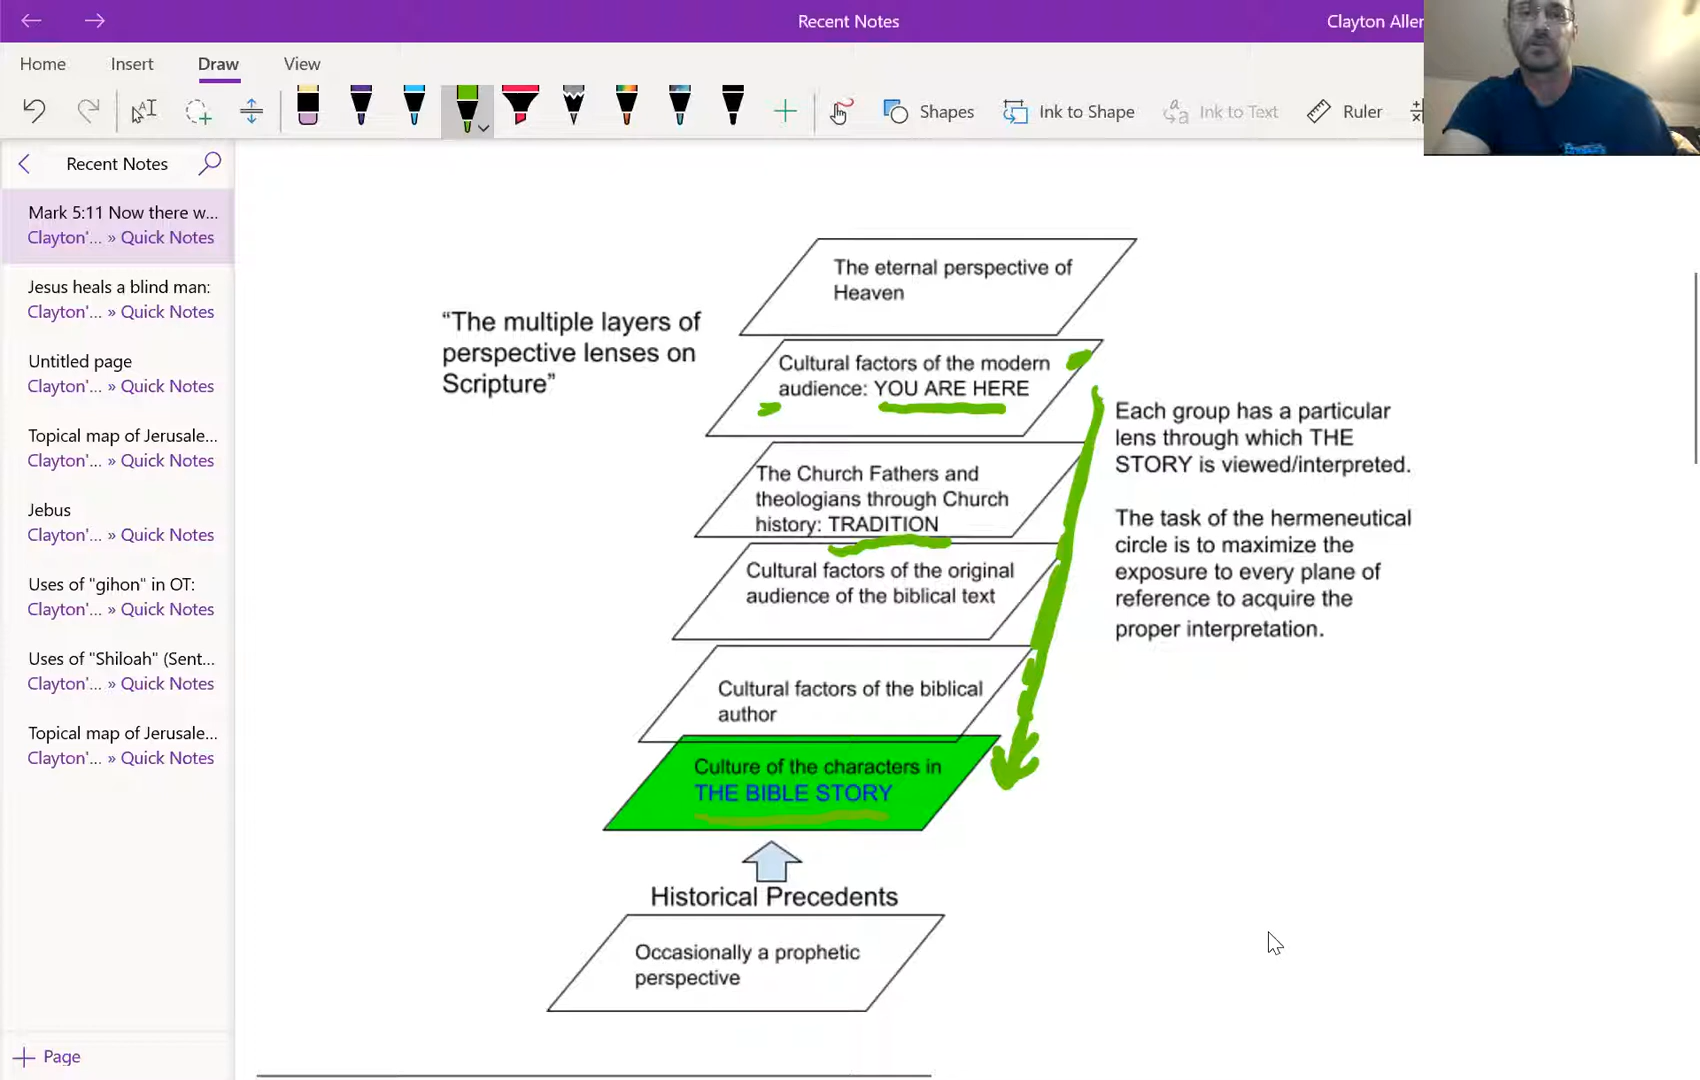 Recent Notes
Clayton Aller
Home
Insert
Draw
View
Shapes
Ink to Shape
Ink to Text
Ruler
Recent Notes
Mark 5:11 Now there w...
Clayton'... » Quick Notes
Jesus heals a blind man:
Clayton'... » Quick Notes
Untitled page
Clayton'... » Quick Notes
Topical map of Jerusale...
Clayton'... » Quick Notes
Jebus
Clayton'... » Quick Notes
Uses of "gihon" in OT:
Clayton'... » Quick Notes
Uses of "Shiloah" (Sent...
Clayton'... » Quick Notes
Topical map of Jerusale...
Clayton'... » Quick Notes
Page
“The multiple layers of
perspective lenses on
Scripture”
The eternal perspective of
Heaven
Cultural factors of the modern
audience: YOU ARE HERE
The Church Fathers and
theologians through Church
history: TRADITION
Cultural factors of the original
audience of the biblical text
Cultural factors of the biblical
author
Culture of the characters in
THE BIBLE STORY
Historical Precedents
Occasionally a prophetic
perspective
Each group has a particular
lens through which THE
STORY is viewed/interpreted.
The task of the hermeneutical
circle is to maximize the
exposure to every plane of
reference to acquire the
proper interpretation.